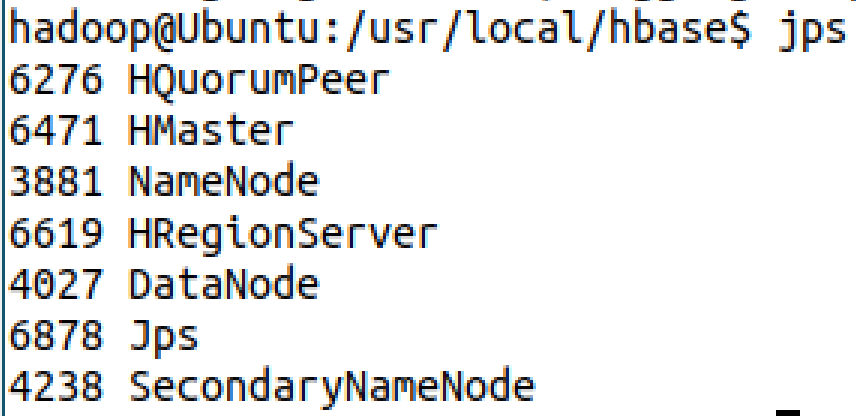 hadoop@Ubuntu:/usr/local/hbase$ jps
6276 HQuorumPeer
6471 HMaster
3881 NameNode
6619 HRegionServer
4027 DataNode
6878 Jps
4238 SecondaryNameNode